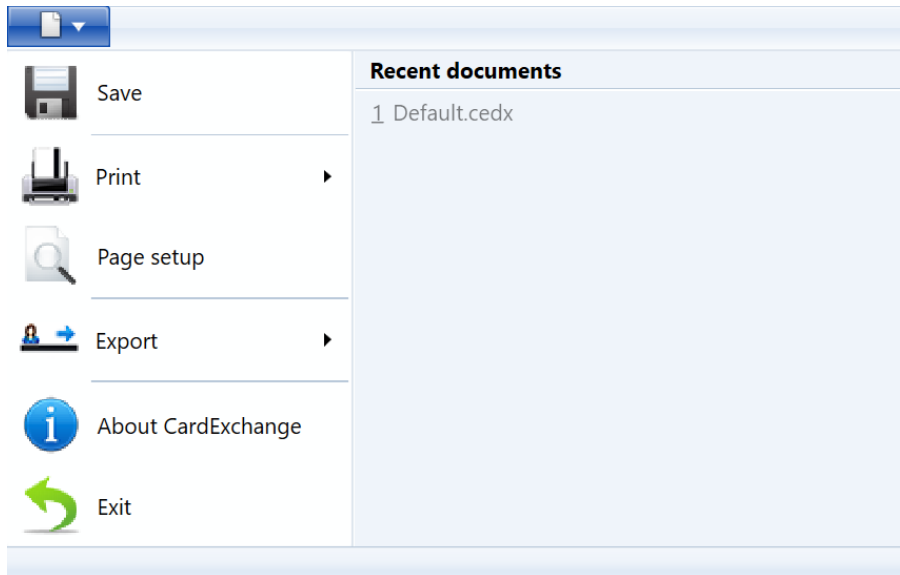 Save
Print
Page setup
Export
About CardExchange
Exit
Recent documents
1 Default.cedx